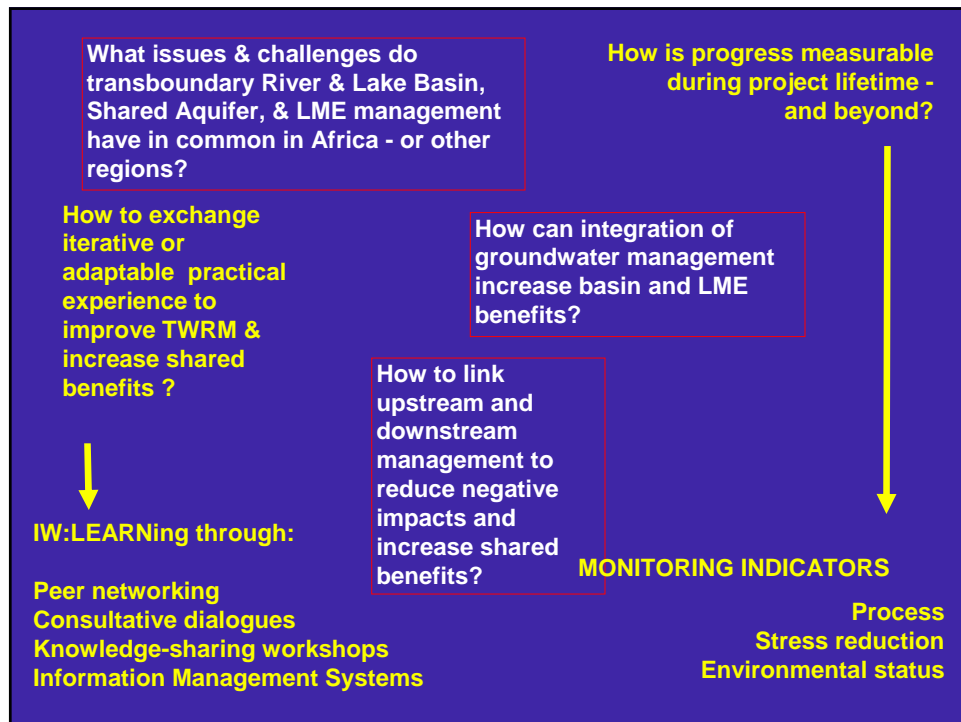 What issues & challenges do
transboundary River & Lake Basin,
Shared Aquifer, & LME management
have in common in Africa - or other
regions?
How is progress measurable
during project lifetime -
and beyond?
How to exchange
iterative or
adaptable practical
experience to
improve TWRM &
increase shared
benefits ?
How can integration of
groundwater management
increase basin and LME
benefits?
How to link
upstream and
downstream
management to
reduce negative
impacts and
increase shared
benefits?
IW:LEARNing through:
Peer networking
Consultative dialogues
Knowledge-sharing workshops
Information Management Systems
MONITORING INDICATORS
Process
Stress reduction
Environmental status